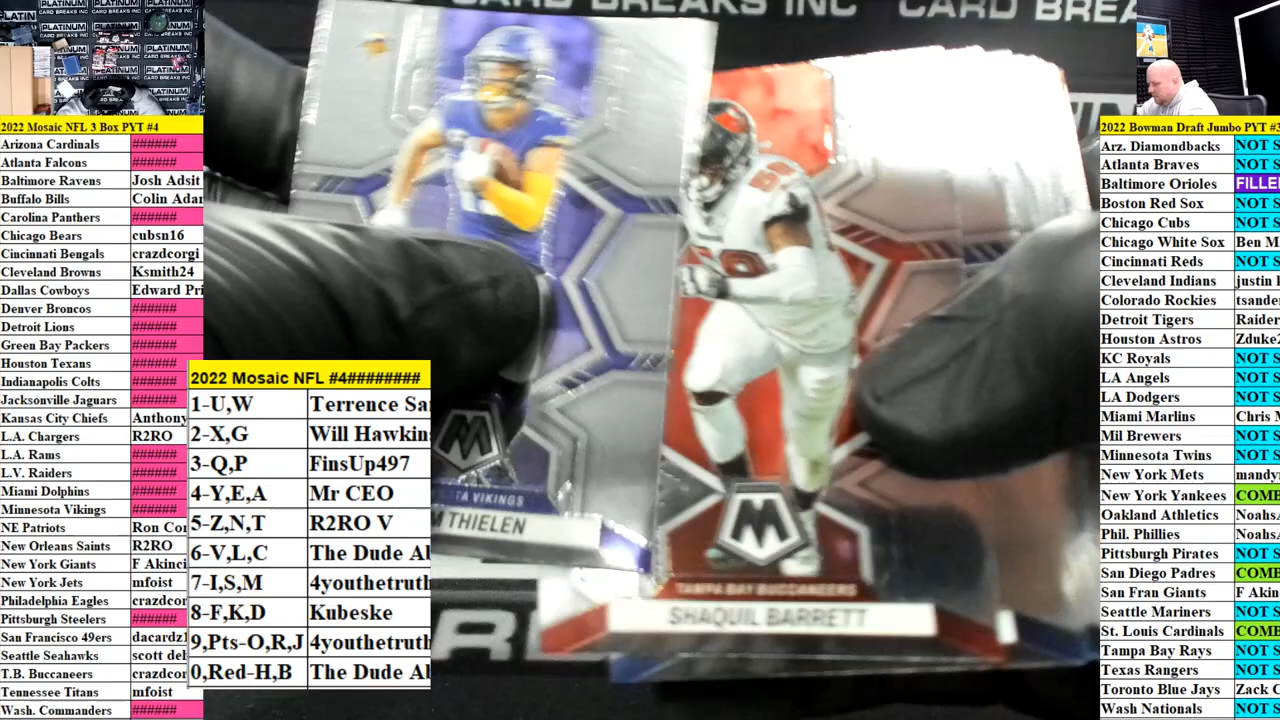 CARD BREAKS INC
CARD BREA
PLATINUM
2022 Mosaic NFL 3 Box PYT #4
Arizona Cardinals ######
Atlanta Falcons ######
Baltimore Ravens Josh Adsit
Buffalo Bills Colin Adar
Carolina Panthers ######
Chicago Bears cubsn16
Cincinnati Bengals crazdcorgi
Cleveland Browns Ksmith24
Dallas Cowboys Edward Pri
Denver Broncos ######
Detroit Lions ######
Green Bay Packers ######
Houston Texans ######
Indianapolis Colts ######
Jacksonville Jaguars ######
Kansas City Chiefs Anthony
L.A. Chargers R2RO
L.A. Rams ######
L.V. Raiders ######
Miami Dolphins ######
Minnesota Vikings ######
NE Patriots Ron Cor
New Orleans Saints R2RO
New York Giants F Akinci
New York Jets mfoist
Philadelphia Eagles crazdcor
Pittsburgh Steelers ######
San Francisco 49ers dacardz1
Seattle Seahawks scott del
T.B. Buccaneers crazdcor
Tennessee Titans mfoist
Wash. Commanders ######
2022 Mosaic NFL #4########
1-U,W Terrence Sa
2-X,G Will Hawkin
3-Q,P FinsUp497
4-Y,E,A Mr CEO
5-Z,N,T R2RO V
6-V,L,C The Dude Al
7-I,S,M 4youthetruth
8-F,K,D Kubeske
9,Pts-O,R,J 4youthetruth
0,Red-H,B The Dude Al
TA VIKINGS
M THIELEN
TAMPA BAY BUCCANEERS
SHAQUIL BARRETT
2022 Bowman Draft Jumbo PYT #
Arz. Diamondbacks NOT S
Atlanta Braves NOT S
Baltimore Orioles FILLE
Boston Red Sox NOT S
Chicago Cubs NOT S
Chicago White Sox Ben M
Cincinnati Reds NOT S
Cleveland Indians justin
Colorado Rockies tsande
Detroit Tigers Raider
Houston Astros Zduke2
KC Royals NOT S
LA Angels NOT S
LA Dodgers NOT S
Miami Marlins Chris M
Mil Brewers NOT S
Minnesota Twins NOT S
New York Mets mandy
New York Yankees COMB
Oakland Athletics NoahsA
Phil. Phillies NoahsA
Pittsburgh Pirates NOT S
San Diego Padres COMB
San Fran Giants F Akin
Seattle Mariners NOT S
St. Louis Cardinals COMB
Tampa Bay Rays NOT S
Texas Rangers NOT S
Toronto Blue Jays Zack C
Wash Nationals NOT S